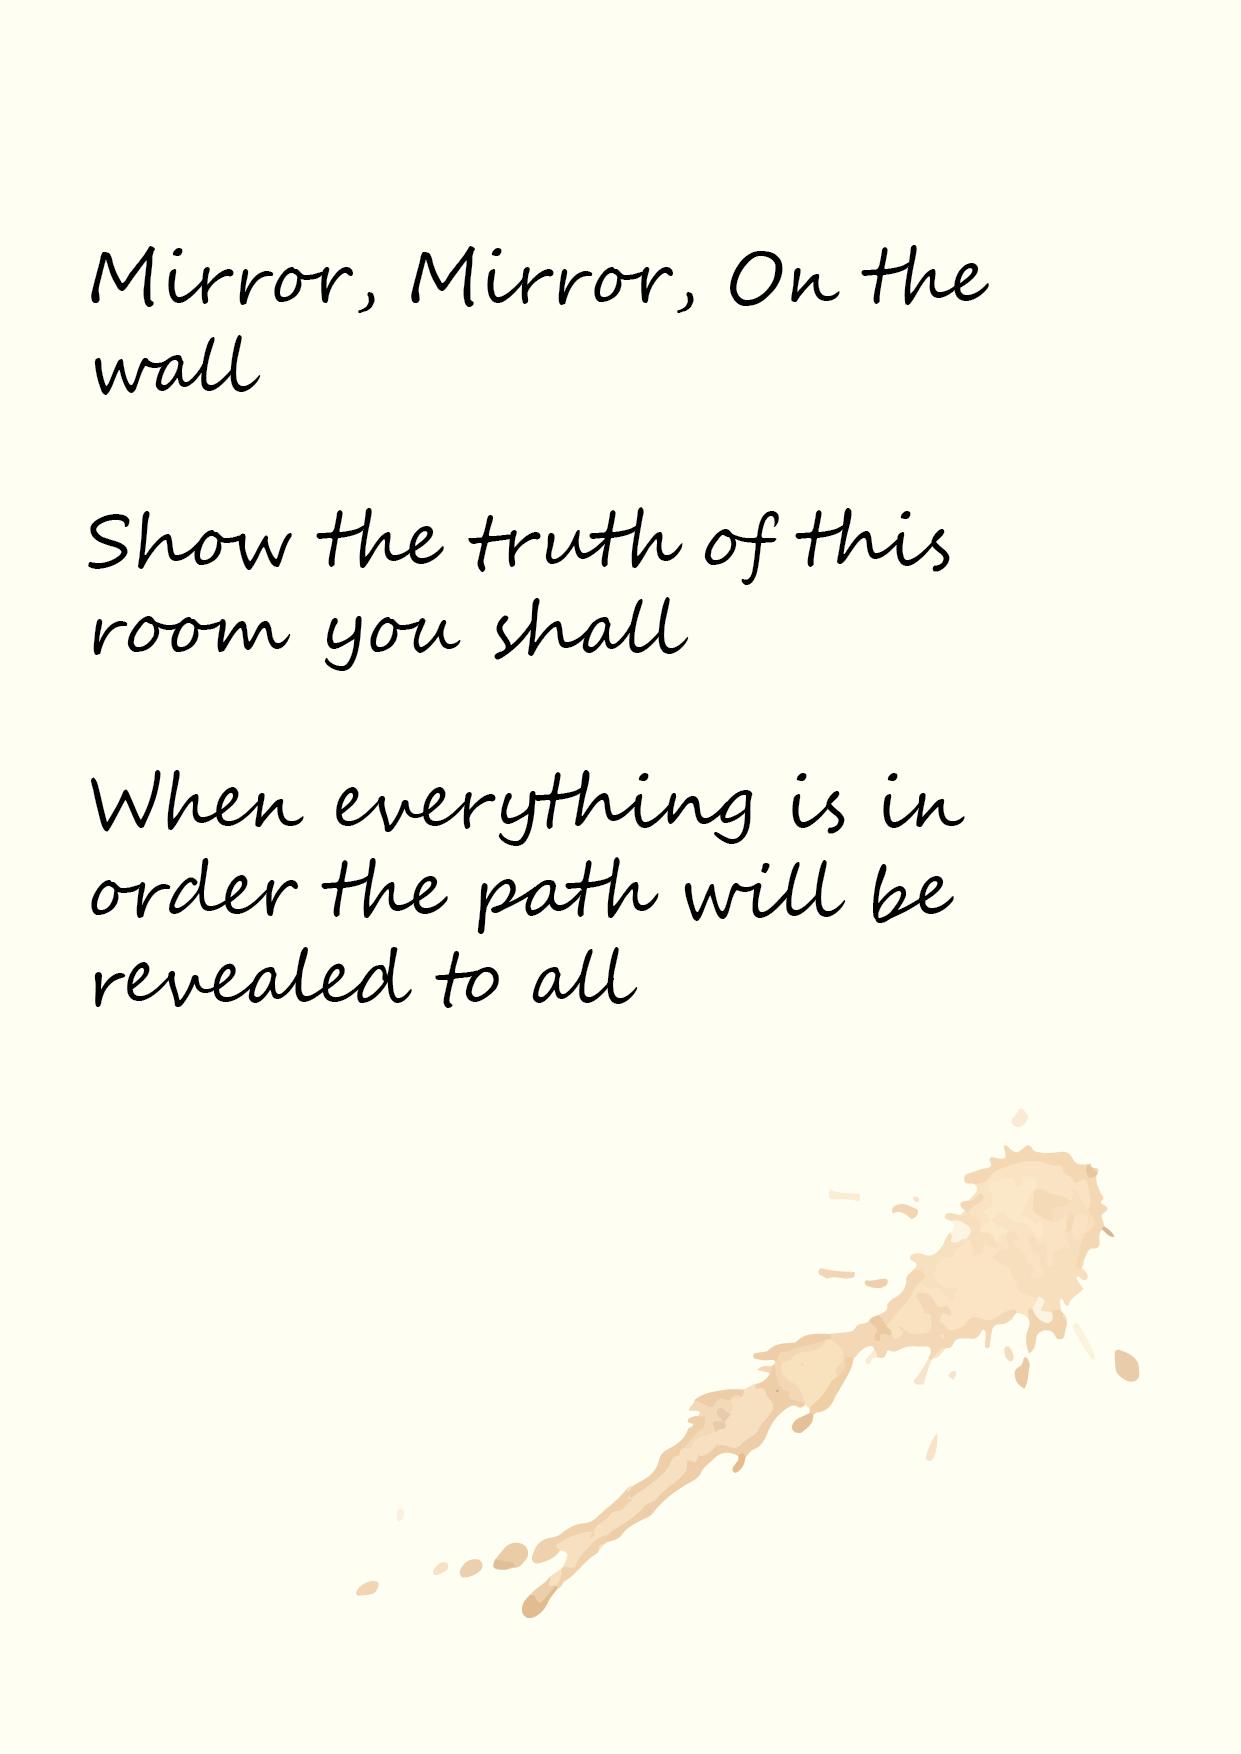 Mirror, Mirror, On the
wall
Show the truth of this
room you shall
When everything is in
order the path will be
revealed to all